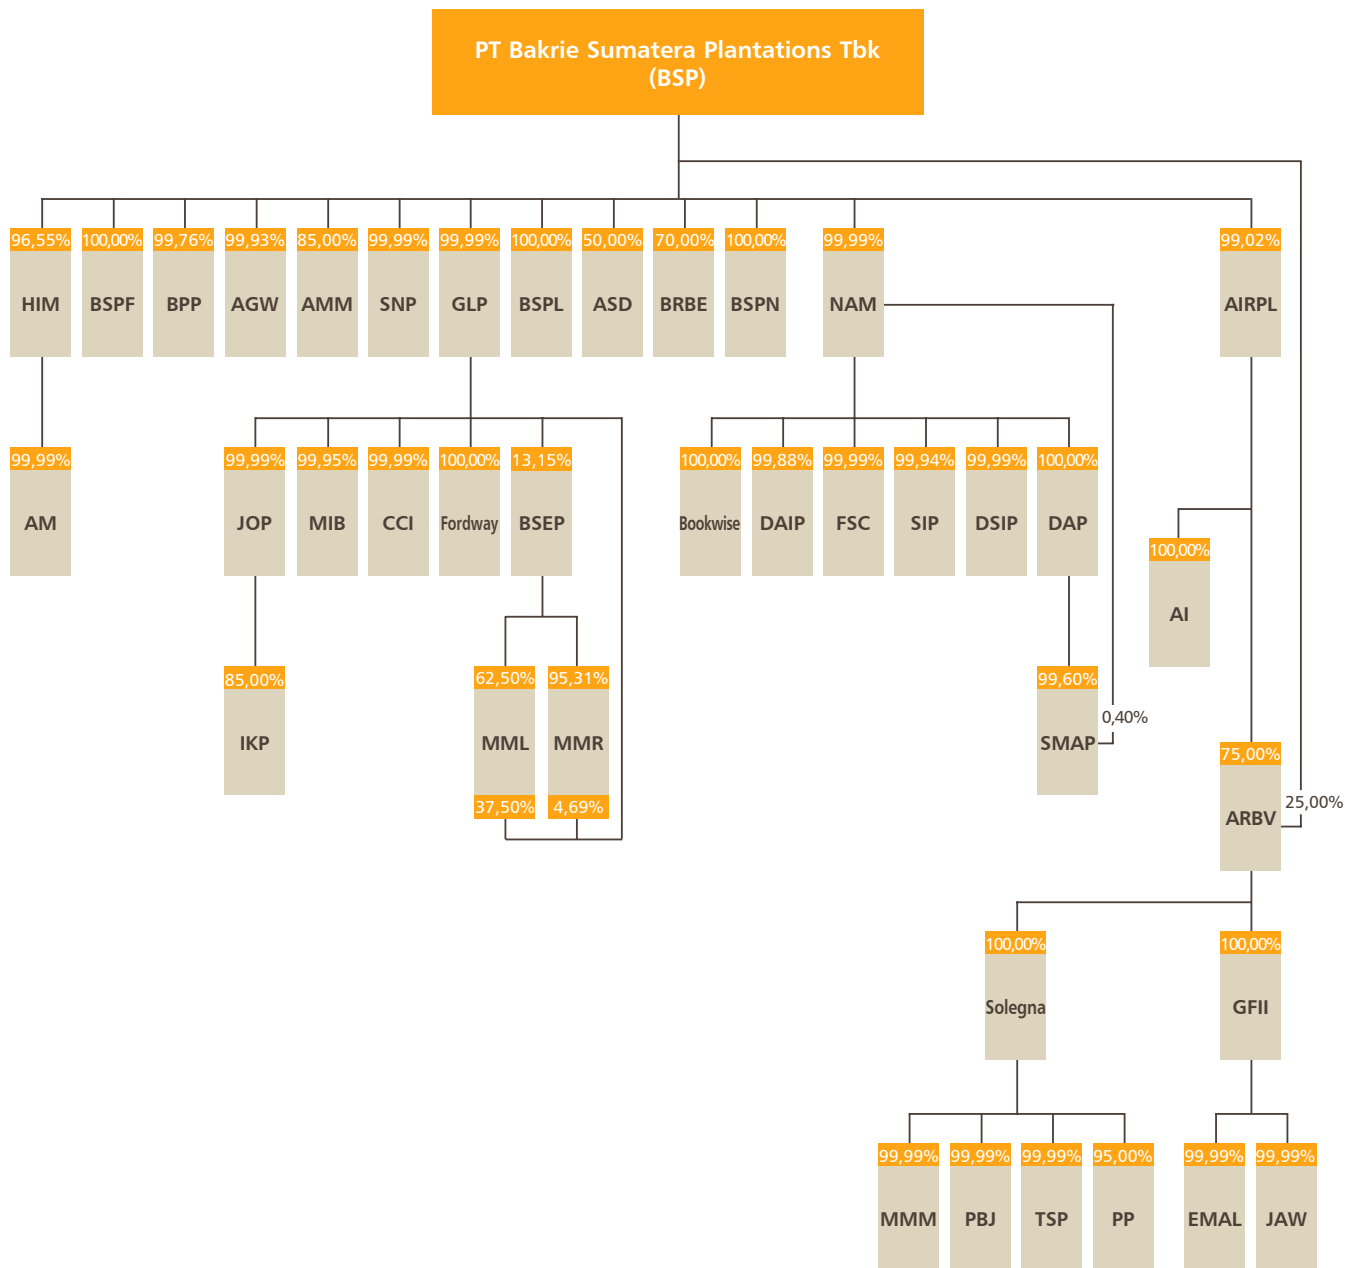 PT Bakrie Sumatera Plantations Tbk
(BSP)
96,55% 100,00% 99,76% 99,93% 85,00% 99,99% 99,99% 100,00% 50,00% 70,00% 100,00% 99,99% 99,02%
HIM BSPF BPP AGW AMM SNP GLP BSPL ASD BRBE BSPN NAM AIRPL
99,99% 99,99% 99,95% 99,99% 100,00% 13,15% 100,00% 99,88% 99,99% 99,94% 99,99% 100,00%
AM JOP MIB CCI Fordway BSEP Bookwise DAIP FSC SIP DSIP DAP
100,00%
AI
85,00% 62,50% 95,31% 99,60%
0,40%
IKP MML MMR SMAP
75,00%
37,50% 4,69% 25,00%
ARBV
100,00% 100,00%
Solegna GFII
99,99% 99,99% 99,99% 95,00% 99,99% 99,99%
MMM PBJ TSP PP EMAL JAW